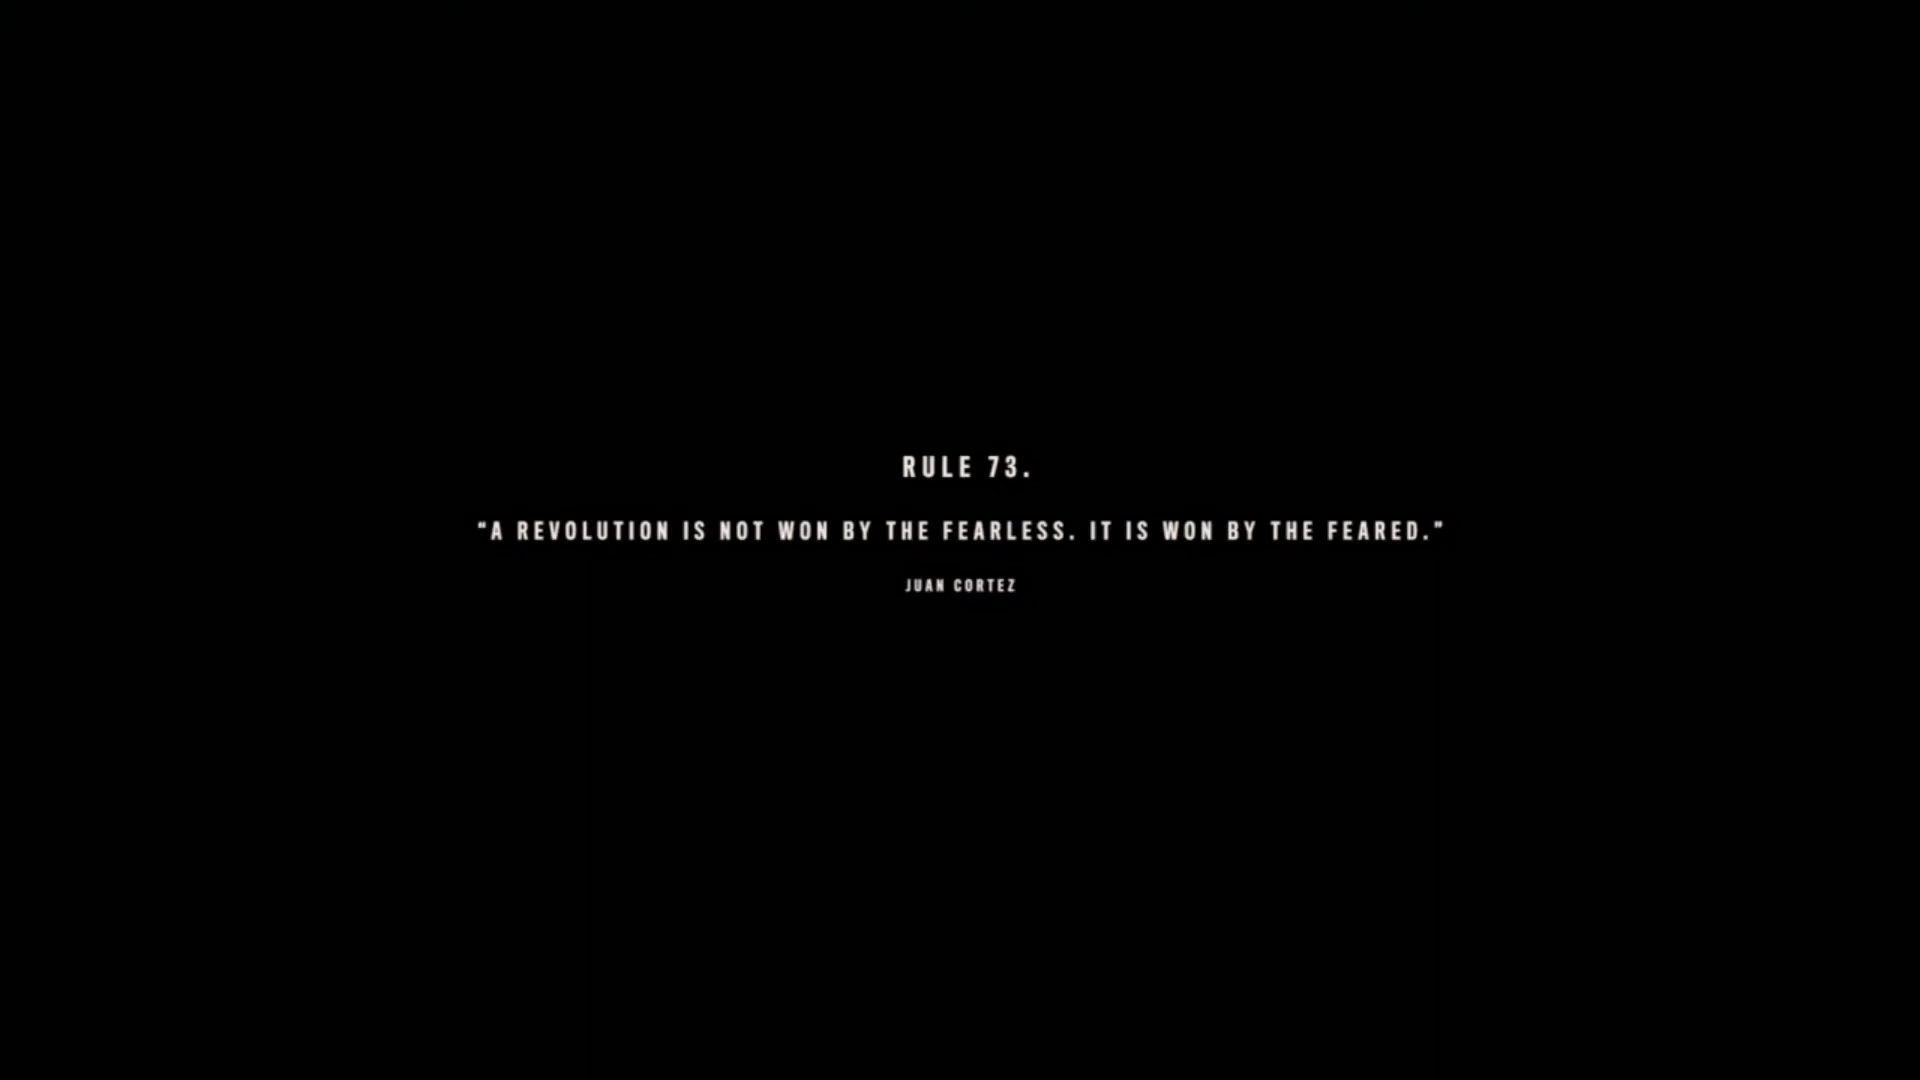 RULE 73.
“A REVOLUTION IS NOT WON BY THE FEARLESS. IT IS WON BY THE FEARED.”
JUAN CORTEZ